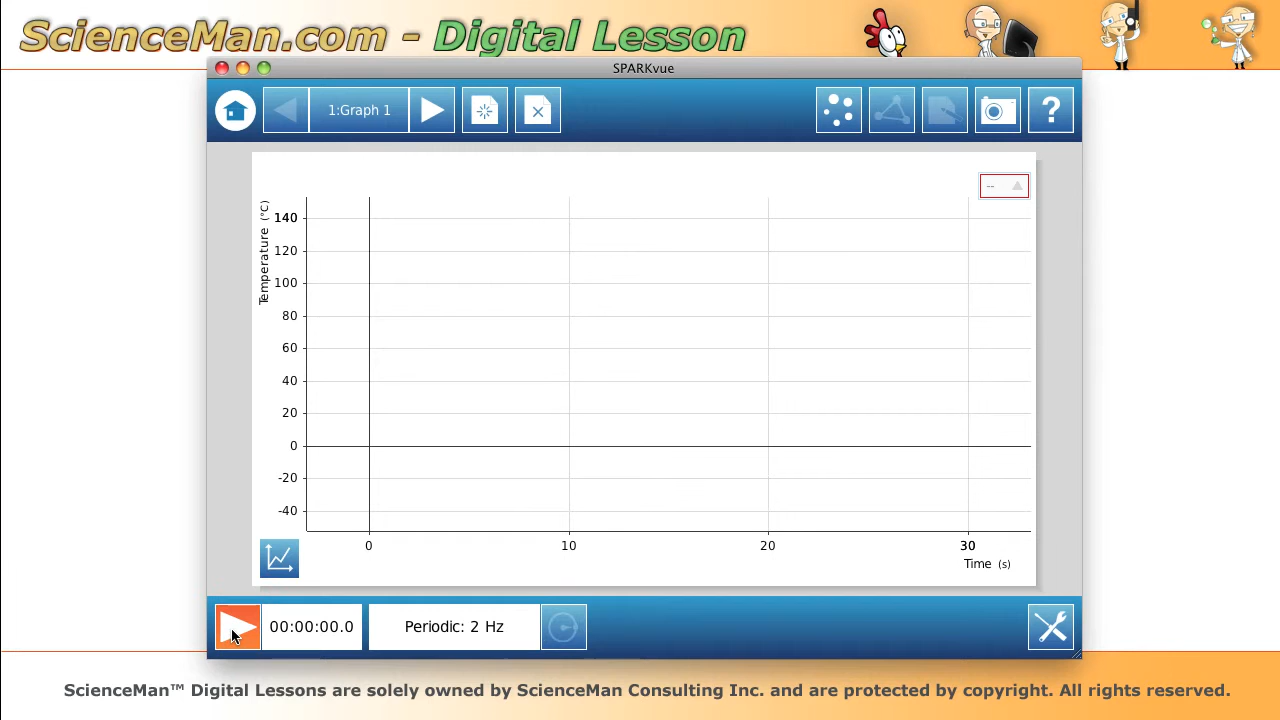 ScienceMan.com - Digital Lesson
SPARKvue
1:Graph 1
?
--
Temperature (°C)
140
120
100
80
60
40
20
0
-20
-40
0 10 20 30
Time (s)
00:00:00.0
Periodic: 2 Hz
ScienceMan™ Digital Lessons are solely owned by ScienceMan Consulting Inc. and are protected by copyright. All rights reserved.